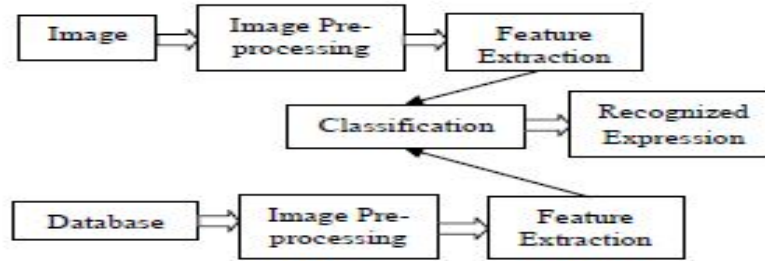 Image
Image Pre-
processing
Feature
Extraction
Classification
Recognized
Expression
Database
Image Pre-
processing
Feature
Extraction